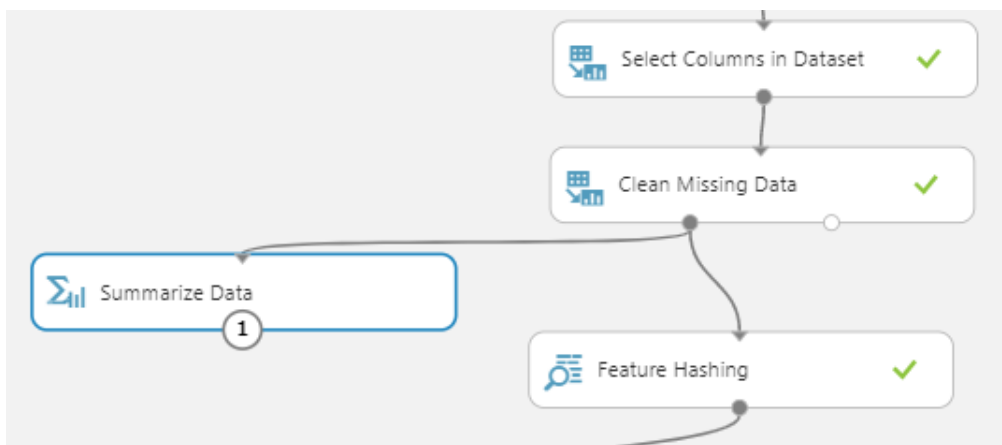 Select Columns in Dataset
Clean Missing Data
Summarize Data
1
Feature Hashing